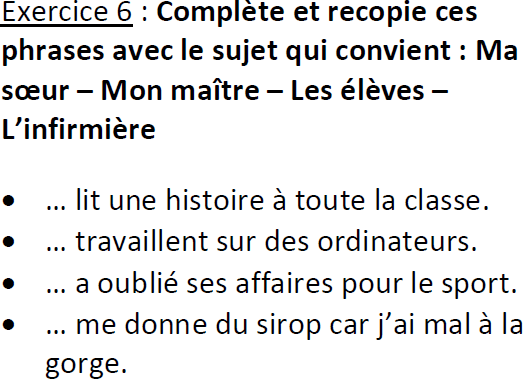 Exercice 6 : Complète et recopie ces
phrases avec le sujet qui convient : Ma
sœur – Mon maître – Les élèves –
L’infirmière
• … lit une histoire à toute la classe.
• … travaillent sur des ordinateurs.
• … a oublié ses affaires pour le sport.
• … me donne du sirop car j’ai mal à la
gorge.